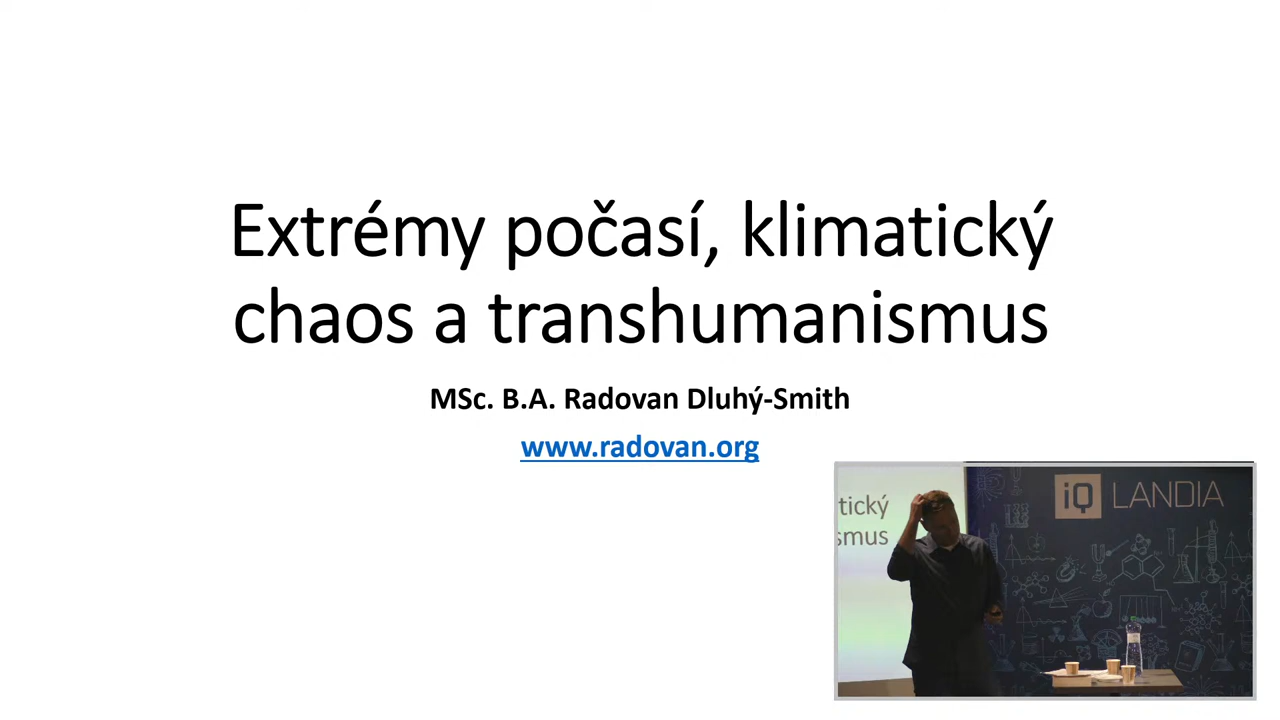 Extrémy počasí, klimatický
chaos a transhumanismus
MSc. B.A. Radovan Dluhý-Smith
www.radovan.org
tický
smus
iQ LANDIA